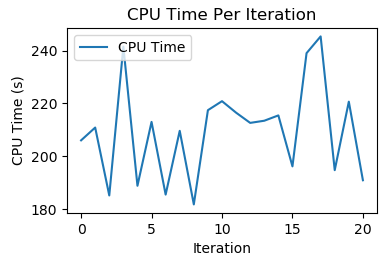 CPU Time Per Iteration
CPU Time
CPU Time (s)
240
220
200
180
0 5 10 15 20
Iteration